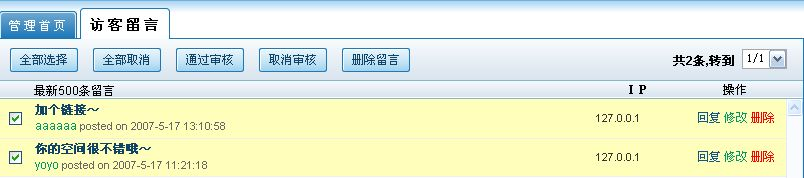 管理首页 访客留言
全部选择 全部取消 通过审核 取消审核 删除留言 共2条,转到 1/1
最新500条留言 I P 操作
加个链接～
aaaaaa posted on 2007-5-17 13:10:58 127.0.0.1 回复 修改 删除
你的空间很不错哦～
yoyo posted on 2007-5-17 11:21:18 127.0.0.1 回复 修改 删除